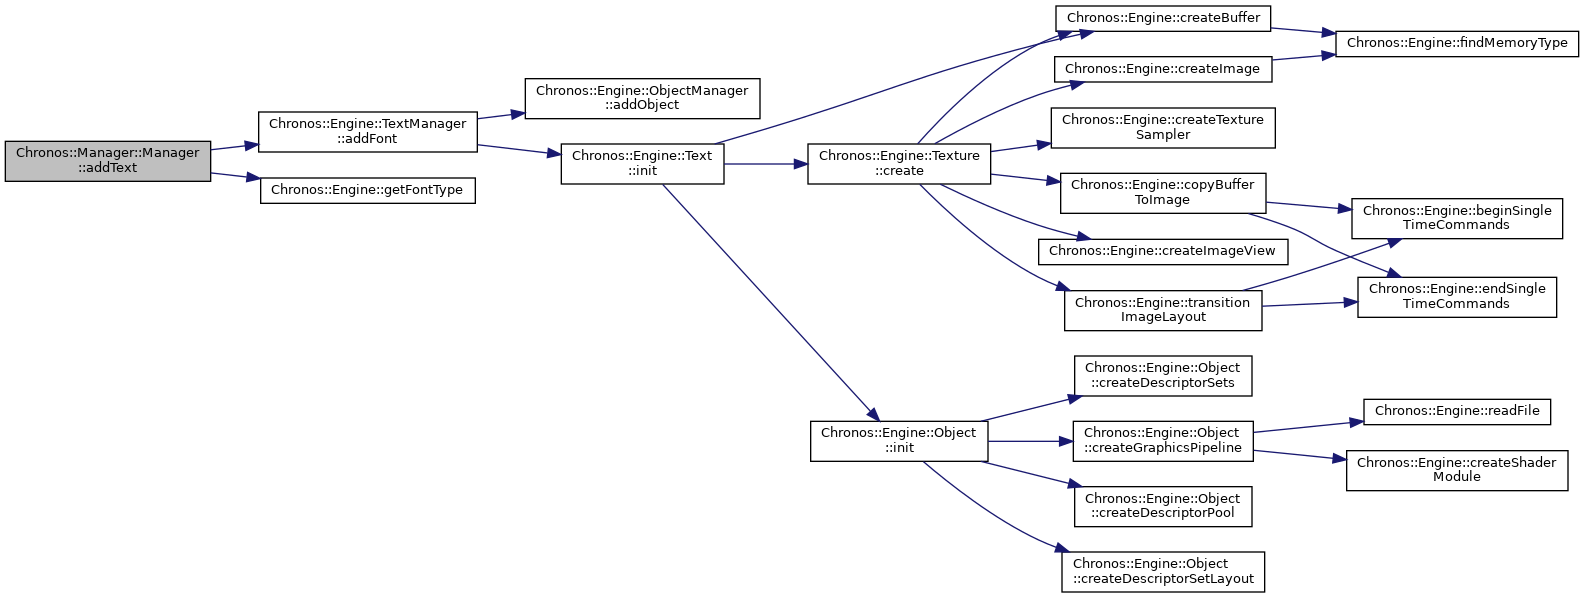 Chronos::Manager::Manager
::addText
Chronos::Engine::TextManager
::addFont
Chronos::Engine::getFontType
Chronos::Engine::ObjectManager
::addObject
Chronos::Engine::Text
::init
Chronos::Engine::Texture
::create
Chronos::Engine::Object
::init
Chronos::Engine::createBuffer
Chronos::Engine::createImage
Chronos::Engine::createTexture
Sampler
Chronos::Engine::copyBuffer
ToImage
Chronos::Engine::createImageView
Chronos::Engine::transition
ImageLayout
Chronos::Engine::Object
::createDescriptorSets
Chronos::Engine::Object
::createGraphicsPipeline
Chronos::Engine::Object
::createDescriptorPool
Chronos::Engine::Object
::createDescriptorSetLayout
Chronos::Engine::findMemoryType
Chronos::Engine::beginSingle
TimeCommands
Chronos::Engine::endSingle
TimeCommands
Chronos::Engine::readFile
Chronos::Engine::createShader
Module